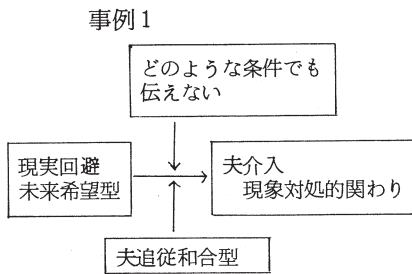 事例1
どのような条件でも
伝えない
現実回避
未来希望型
夫介入
現象対処的関わり
夫追従和合型